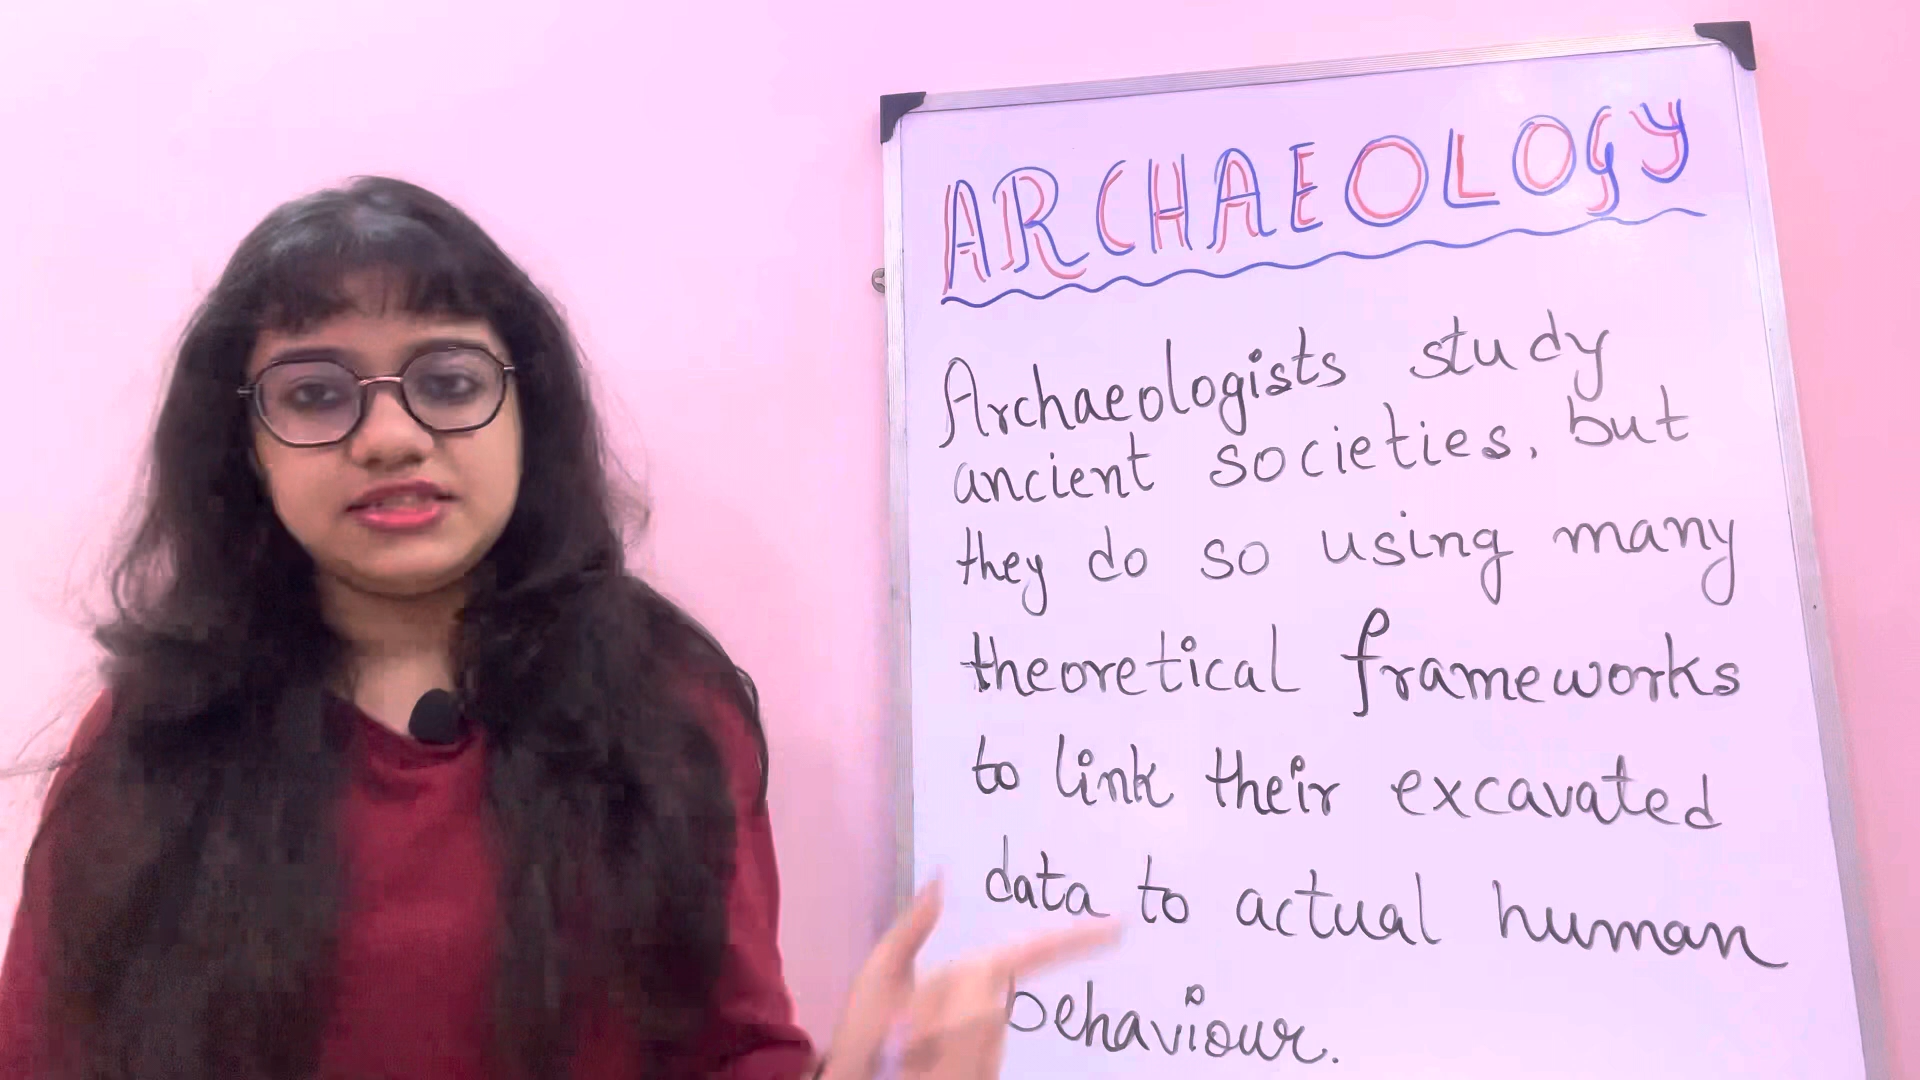 ARCHAEOLOGY
Archaeologists study
ancient societies, but
they do so using many
theoretical frameworks
to link their excavated
data to actual human
behaviour.